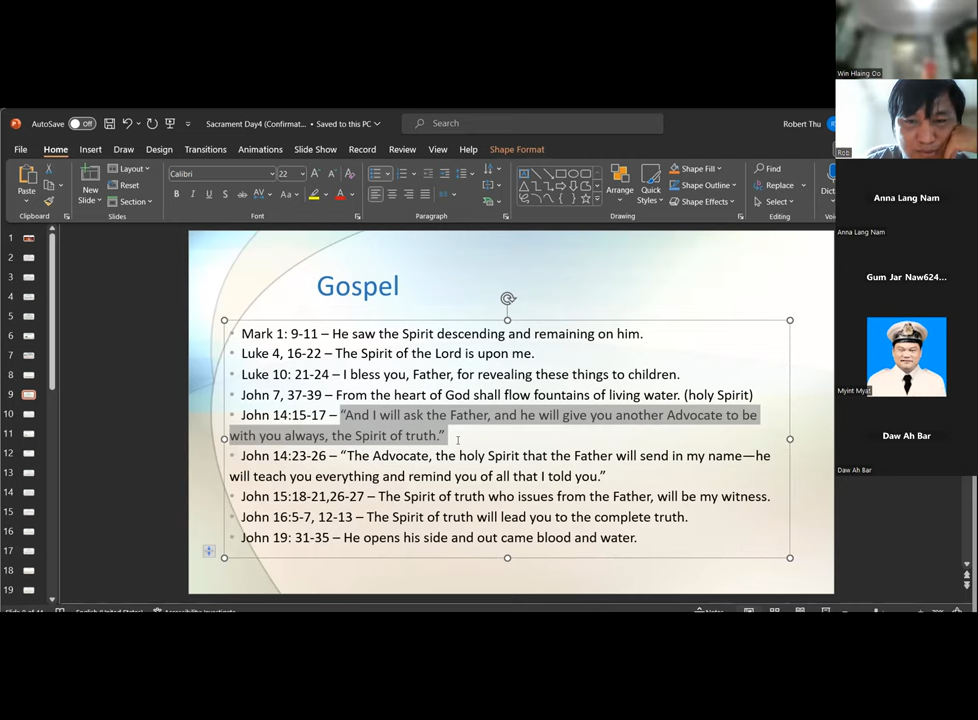 Win Hlaing Oo
AutoSave
Off
Sacrament Day4 (Confirmat... • Saved to this PC
Search
Robert Thu
File
Home
Insert
Draw
Design
Transitions
Animations
Slide Show
Record
Review
View
Help
Shape Format
Rob
Paste
New
Slide
Layout
Reset
Section
Calibri
22
Arrange
Quick
Styles
Shape Fill
Shape Outline
Shape Effects
Find
Replace
Select
Clipboard
Slides
Font
Paragraph
Drawing
Editing
Anna Lang Nam
Anna Lang Nam
Gum Jar Naw624...
Myint Myat
Daw Ah Bar
Daw Ah Bar
1
2
3
4
5
6
7
8
9
10
11
12
13
14
15
16
17
18
19
Gospel
• Mark 1: 9-11 – He saw the Spirit descending and remaining on him.
• Luke 4, 16-22 – The Spirit of the Lord is upon me.
• Luke 10: 21-24 – I bless you, Father, for revealing these things to children.
• John 7, 37-39 – From the heart of God shall flow fountains of living water. (holy Spirit)
• John 14:15-17 – “And I will ask the Father, and he will give you another Advocate to be
with you always, the Spirit of truth.”
• John 14:23-26 – “The Advocate, the holy Spirit that the Father will send in my name—he
will teach you everything and remind you of all that I told you.”
• John 15:18-21,26-27 – The Spirit of truth who issues from the Father, will be my witness.
• John 16:5-7, 12-13 – The Spirit of truth will lead you to the complete truth.
• John 19: 31-35 – He opens his side and out came blood and water.